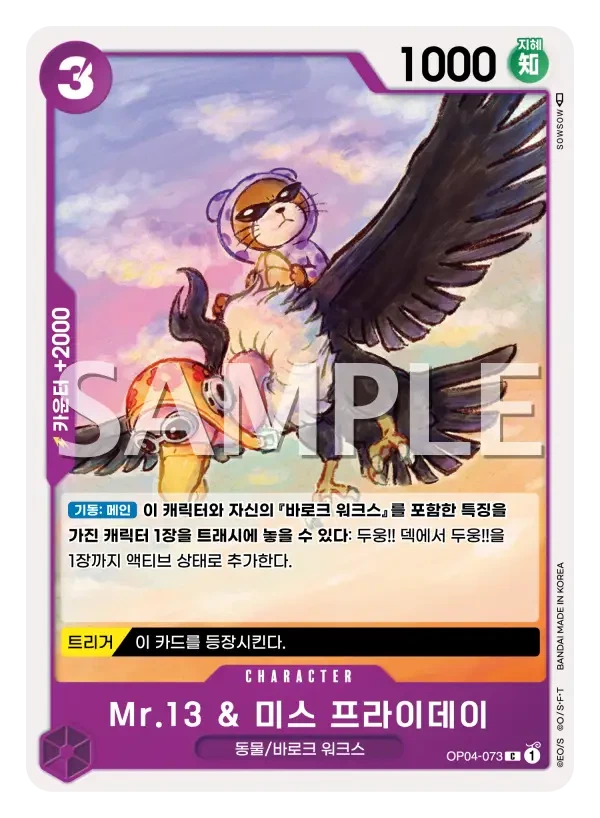 3
1000
지혜
知
SOWSOW
카운터 +2000
SAMPLE
기동: 메인 이 캐릭터와 자신의 『바로크 워크스』를 포함한 특징을
가진 캐릭터 1장을 트래시에 놓을 수 있다: 두웅!! 덱에서 두웅!!을
1장까지 액티브 상태로 추가한다.
트리거 이 카드를 등장시킨다.
CHARACTER
Mr.13 & 미스 프라이데이
동물/바로크 워크스
OP04-073 C 1
©EO/S ©O/S·F·T BANDAI MADE IN KOREA